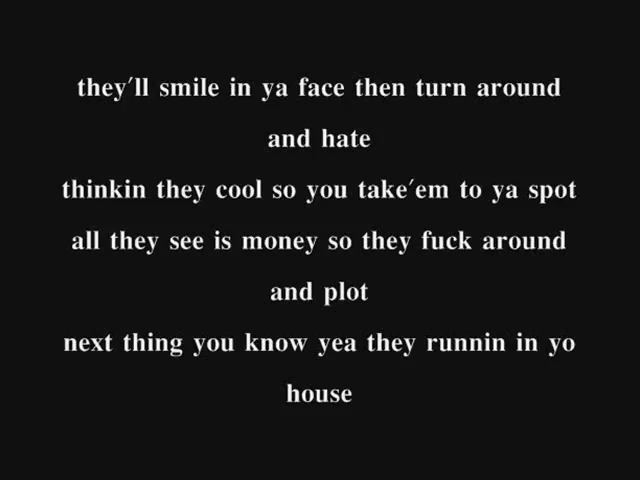 they'll smile in ya face then turn around
and hate
thinkin they cool so you take'em to ya spot
all they see is money so they fuck around
and plot
next thing you know yea they runnin in yo
house